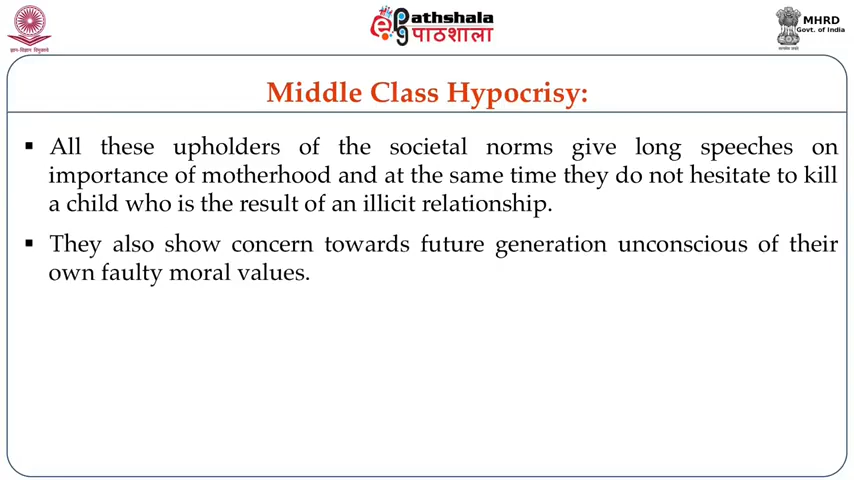 ePathshala
पाठशाला
MHRD
Govt. of India
Middle Class Hypocrisy:
▪ All these upholders of the societal norms give long speeches on
importance of motherhood and at the same time they do not hesitate to kill
a child who is the result of an illicit relationship.
▪ They also show concern towards future generation unconscious of their
own faulty moral values.